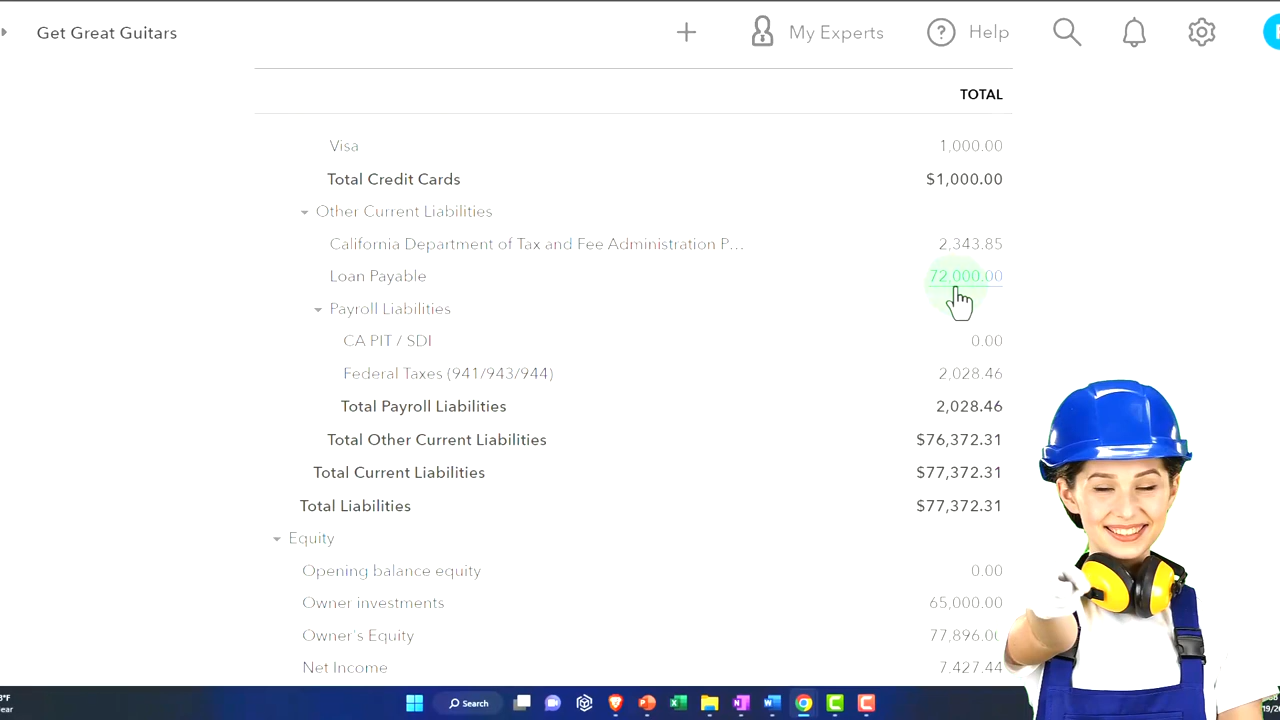 Get Great Guitars
My Experts
Help
TOTAL
Visa 1,000.00
Total Credit Cards $1,000.00
Other Current Liabilities
California Department of Tax and Fee Administration P... 2,343.85
Loan Payable 72,000.00
Payroll Liabilities
CA PIT / SDI 0.00
Federal Taxes (941/943/944) 2,028.46
Total Payroll Liabilities 2,028.46
Total Other Current Liabilities $76,372.31
Total Current Liabilities $77,372.31
Total Liabilities $77,372.31
Equity
Opening balance equity 0.00
Owner investments 65,000.00
Owner's Equity 77,896.0
Net Income 7,427.44
Search